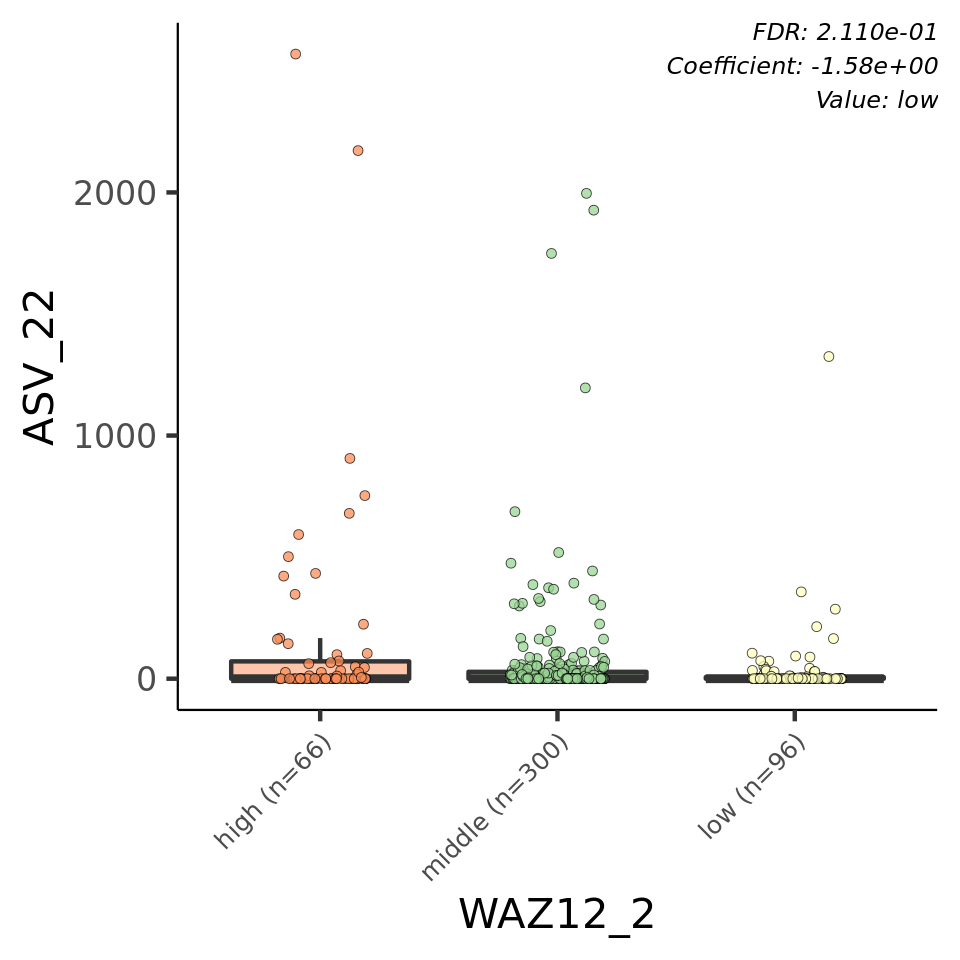 FDR: 2.110e-01
Coefficient: -1.58e+00
Value: low
ASV_22
2000
1000
0
high (n=66)
middle (n=300)
low (n=96)
WAZ12_2